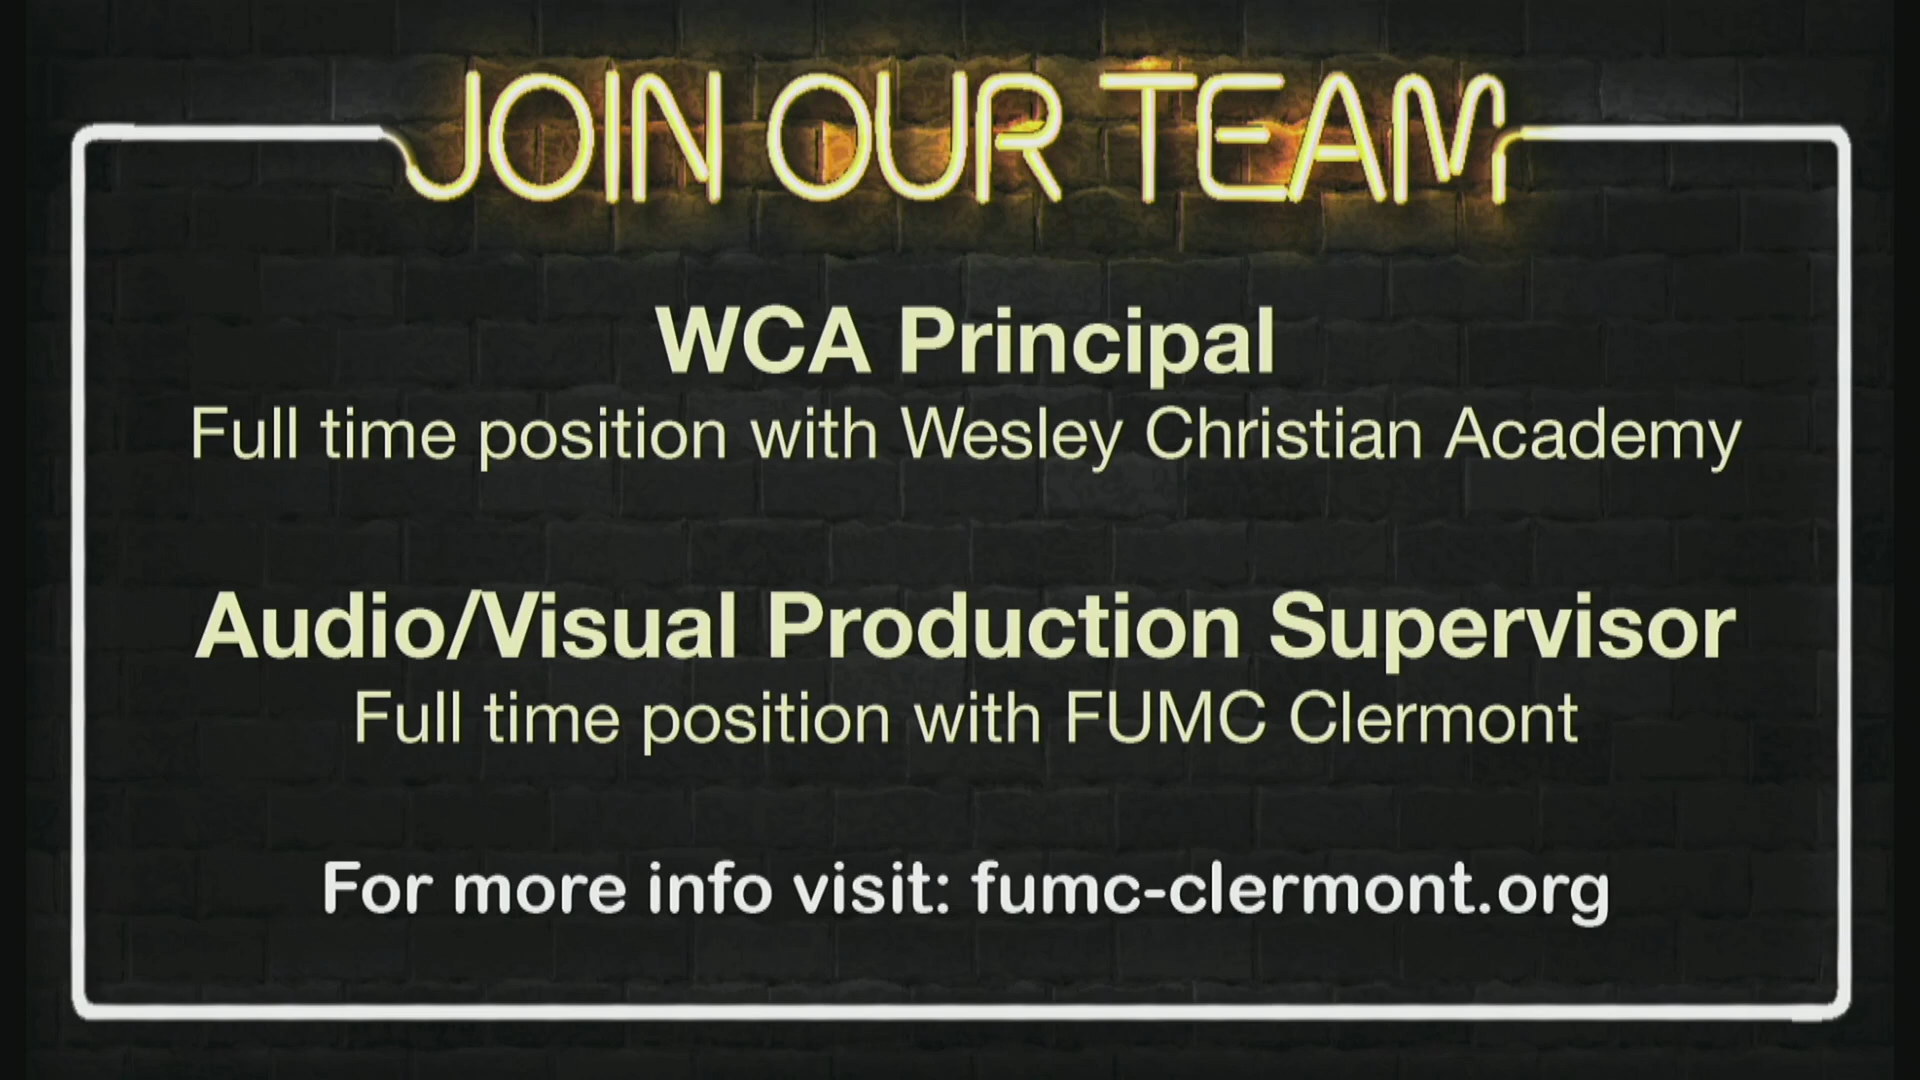 JOIN OUR TEAM
WCA Principal
Full time position with Wesley Christian Academy
Audio/Visual Production Supervisor
Full time position with FUMC Clermont
For more info visit: fumc-clermont.org